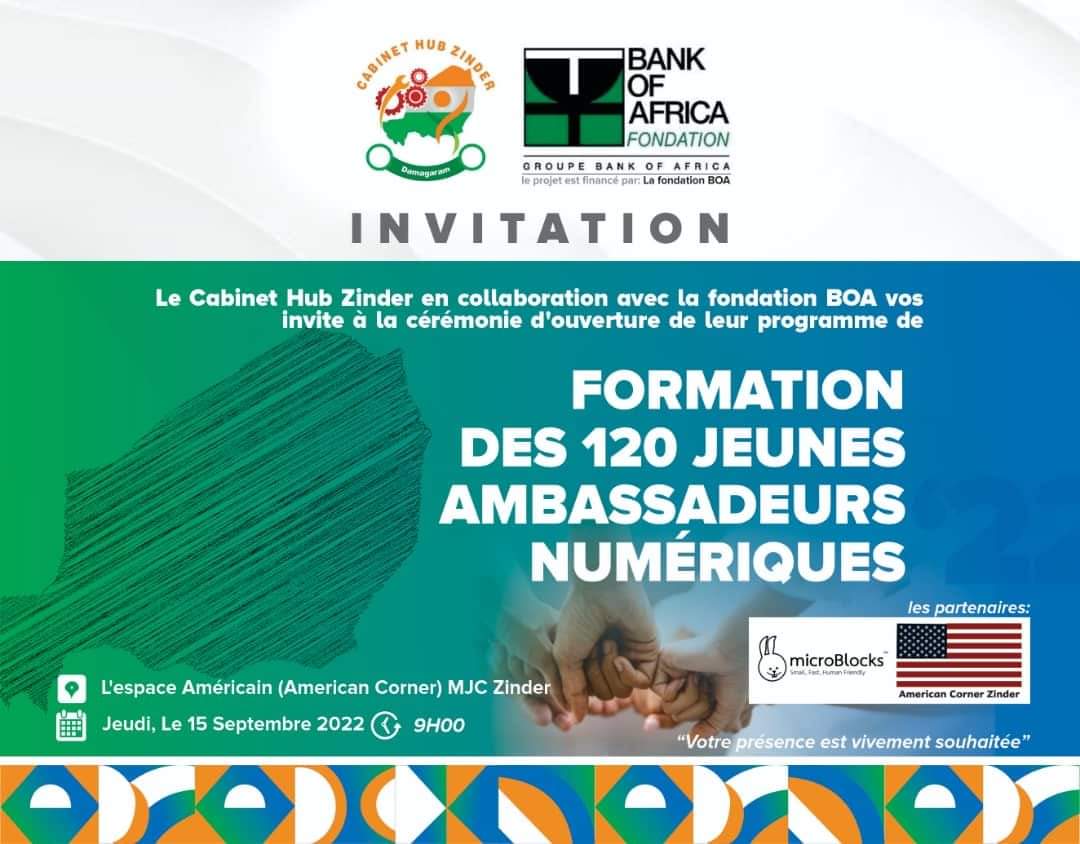 CABINET HUB ZINDER
Damagaram
BANK
OF
AFRICA
FONDATION
GROUPE BANK OF AFRICA
le projet est financé par: La fondation BOA
INVITATION
Le Cabinet Hub Zinder en collaboration avec la fondation BOA vos
invite à la cérémonie d'ouverture de leur programme de
FORMATION
DES 120 JEUNES
AMBASSADEURS
NUMÉRIQUES
'22
les partenaires:
microBlocks™
Small, Fast, Human Friendly
American Corner Zinder
L'espace Américain (American Corner) MJC Zinder
Jeudi, Le 15 Septembre 2022 9H00
“Votre présence est vivement souhaitée”